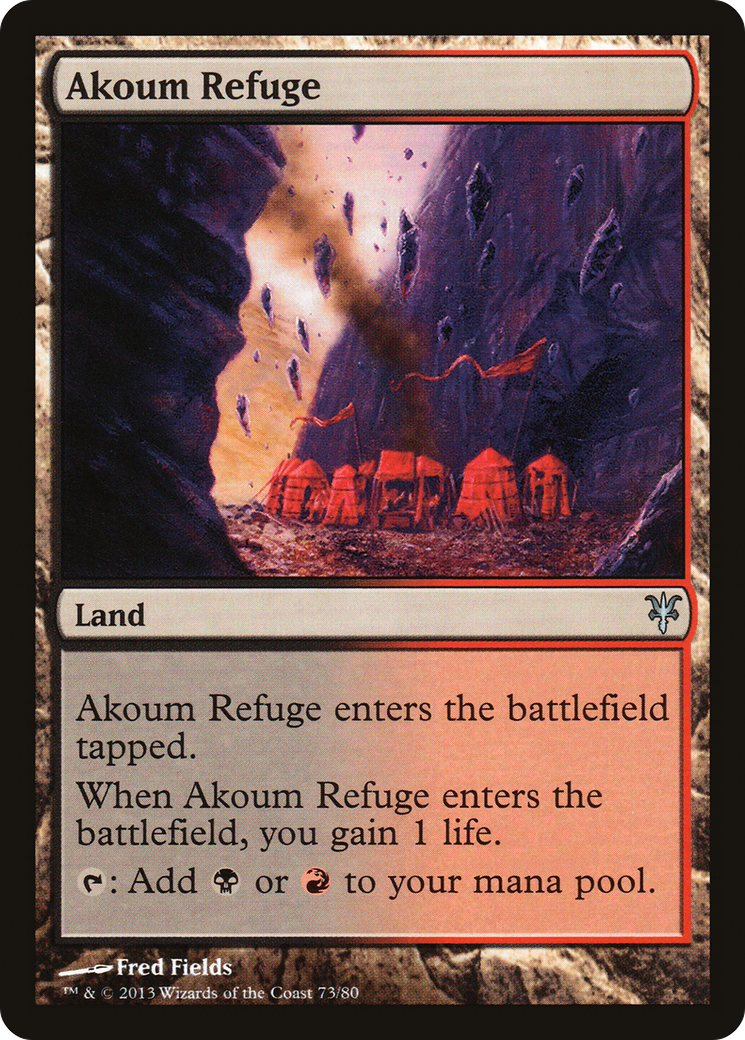 Akoum Refuge
Land
Akoum Refuge enters the battlefield
tapped.
When Akoum Refuge enters the
battlefield, you gain 1 life.
: Add or to your mana pool.
Fred Fields
™ & © 2013 Wizards of the Coast 73/80